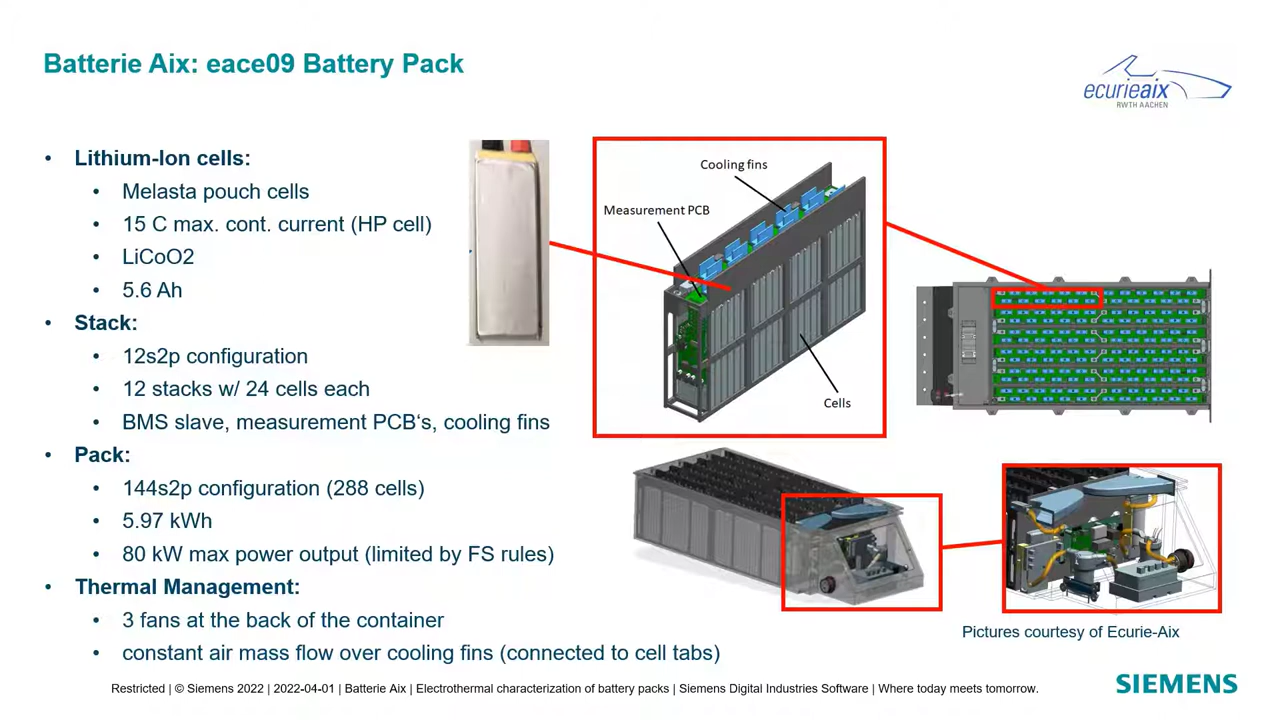 Batterie Aix: eace09 Battery Pack
ecurieaix
RWTH AACHEN
• Lithium-Ion cells:
• Melasta pouch cells
• 15 C max. cont. current (HP cell)
• LiCoO2
• 5.6 Ah
• Stack:
• 12s2p configuration
• 12 stacks w/ 24 cells each
• BMS slave, measurement PCB‘s, cooling fins
• Pack:
• 144s2p configuration (288 cells)
• 5.97 kWh
• 80 kW max power output (limited by FS rules)
• Thermal Management:
• 3 fans at the back of the container
• constant air mass flow over cooling fins (connected to cell tabs)
Cooling fins
Measurement PCB
Cells
Pictures courtesy of Ecurie-Aix
Restricted | © Siemens 2022 | 2022-04-01 | Batterie Aix | Electrothermal characterization of battery packs | Siemens Digital Industries Software | Where today meets tomorrow.
SIEMENS